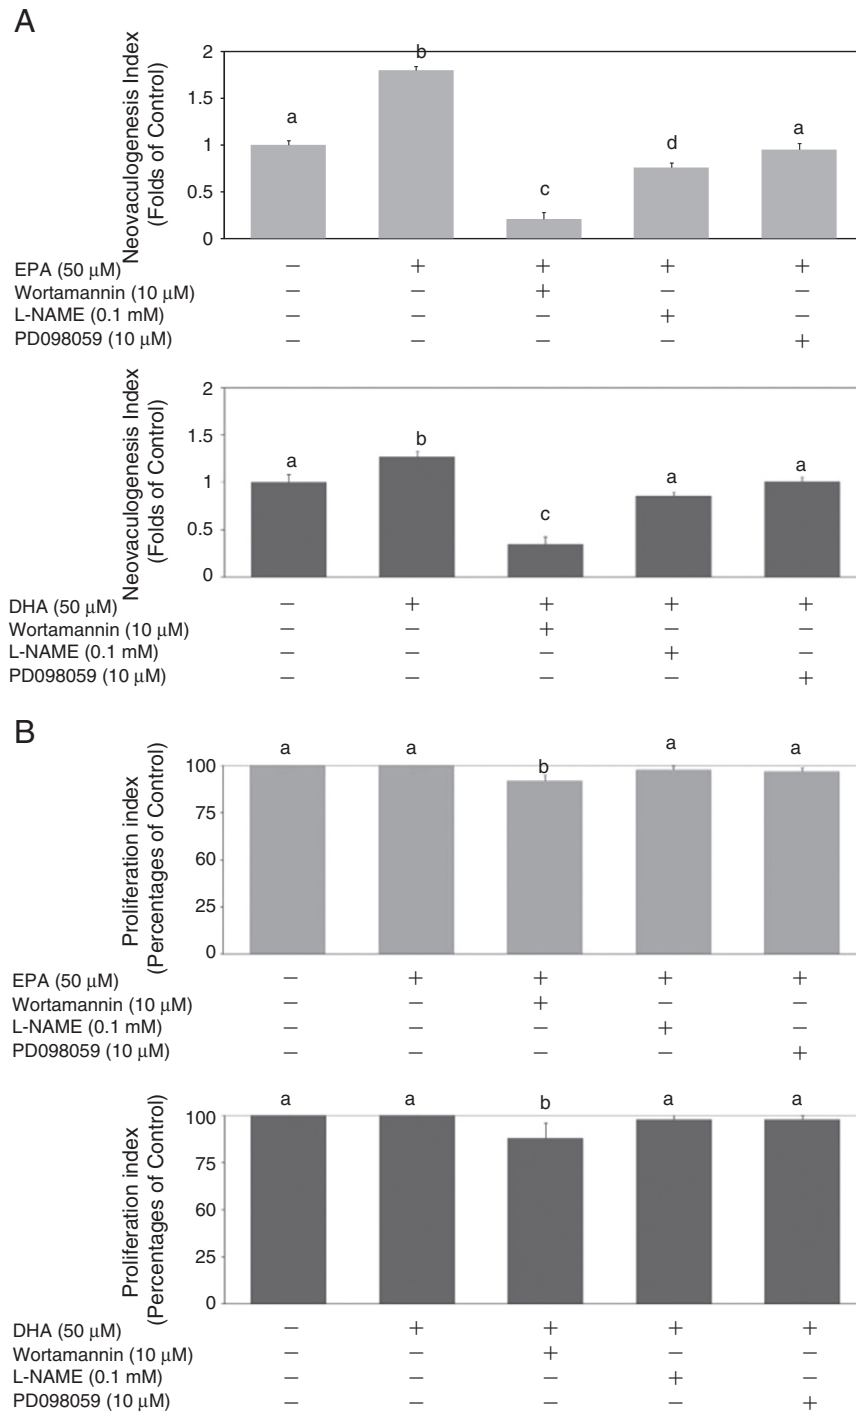 A
Neovaculogenesis Index
(Folds of Control)
2
1.5
1
0.5
0
a
b
c
d
a
EPA (50 μM) − + + + +
Wortamannin (10 μM) − − + − −
L-NAME (0.1 mM) − − − + −
PD098059 (10 μM) − − − − +
Neovaculogenesis Index
(Folds of Control)
2
1.5
1
0.5
0
a
b
c
a
a
DHA (50 μM) − + + + +
Wortamannin (10 μM) − − + − −
L-NAME (0.1 mM) − − − + −
PD098059 (10 μM) − − − − +
B
Proliferation index
(Percentages of Control)
100
75
60
25
0
a
a
b
a
a
EPA (50 μM) − + + + +
Wortamannin (10 μM) − − + − −
L-NAME (0.1 mM) − − − + −
PD098059 (10 μM) − − − − +
Proliferation index
(Percentages of Control)
100
75
60
25
0
a
a
b
a
a
DHA (50 μM) − + + + +
Wortamannin (10 μM) − − + − −
L-NAME (0.1 mM) − − − + −
PD098059 (10 μM) − − − − +